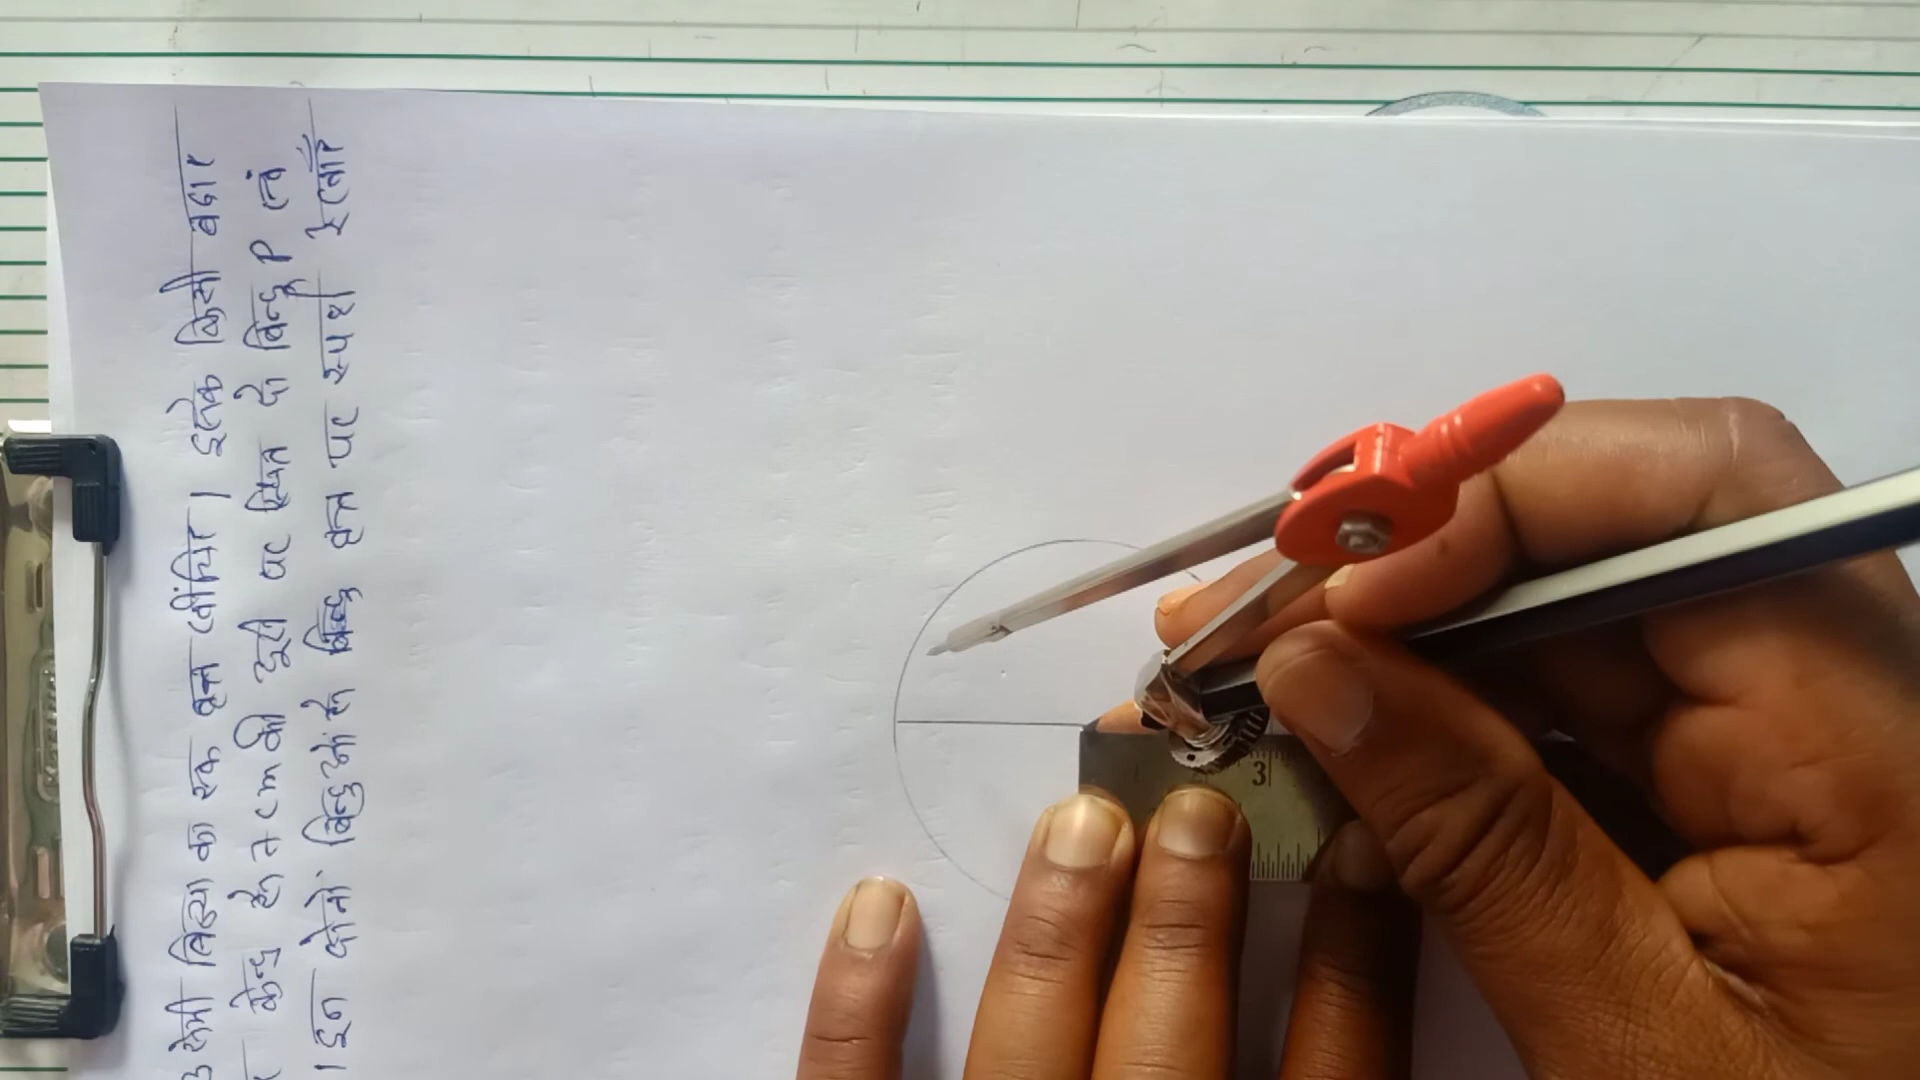 3 सेमी त्रिज्या का एक वृत्त खींचिए । इसके किसी बढ़ाए
केन्द्र से 7 cm की दूरी पर स्थित दो बिन्दु P एवं
। इन दोनों बिन्दुओं से वृत्त पर स्पर्श
3